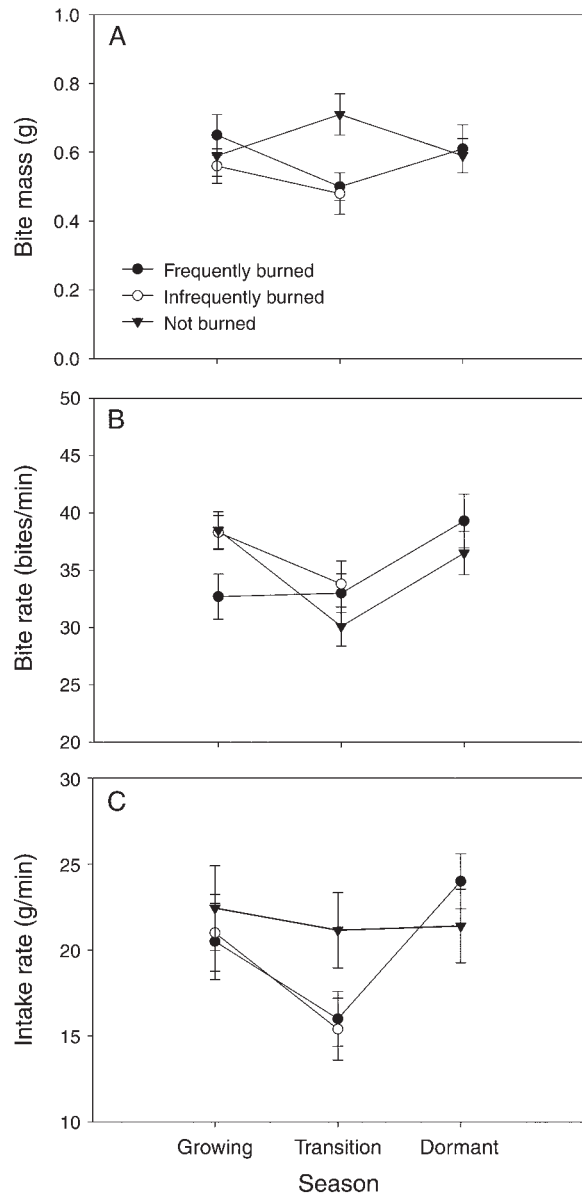 A
1.0
0.8
0.6
0.4
0.2
0.0
Bite mass (g)
Frequently burned
Infrequently burned
Not burned
B
50
45
40
35
30
25
20
Bite rate (bites/min)
C
30
25
20
15
10
Intake rate (g/min)
Growing Transition Dormant
Season